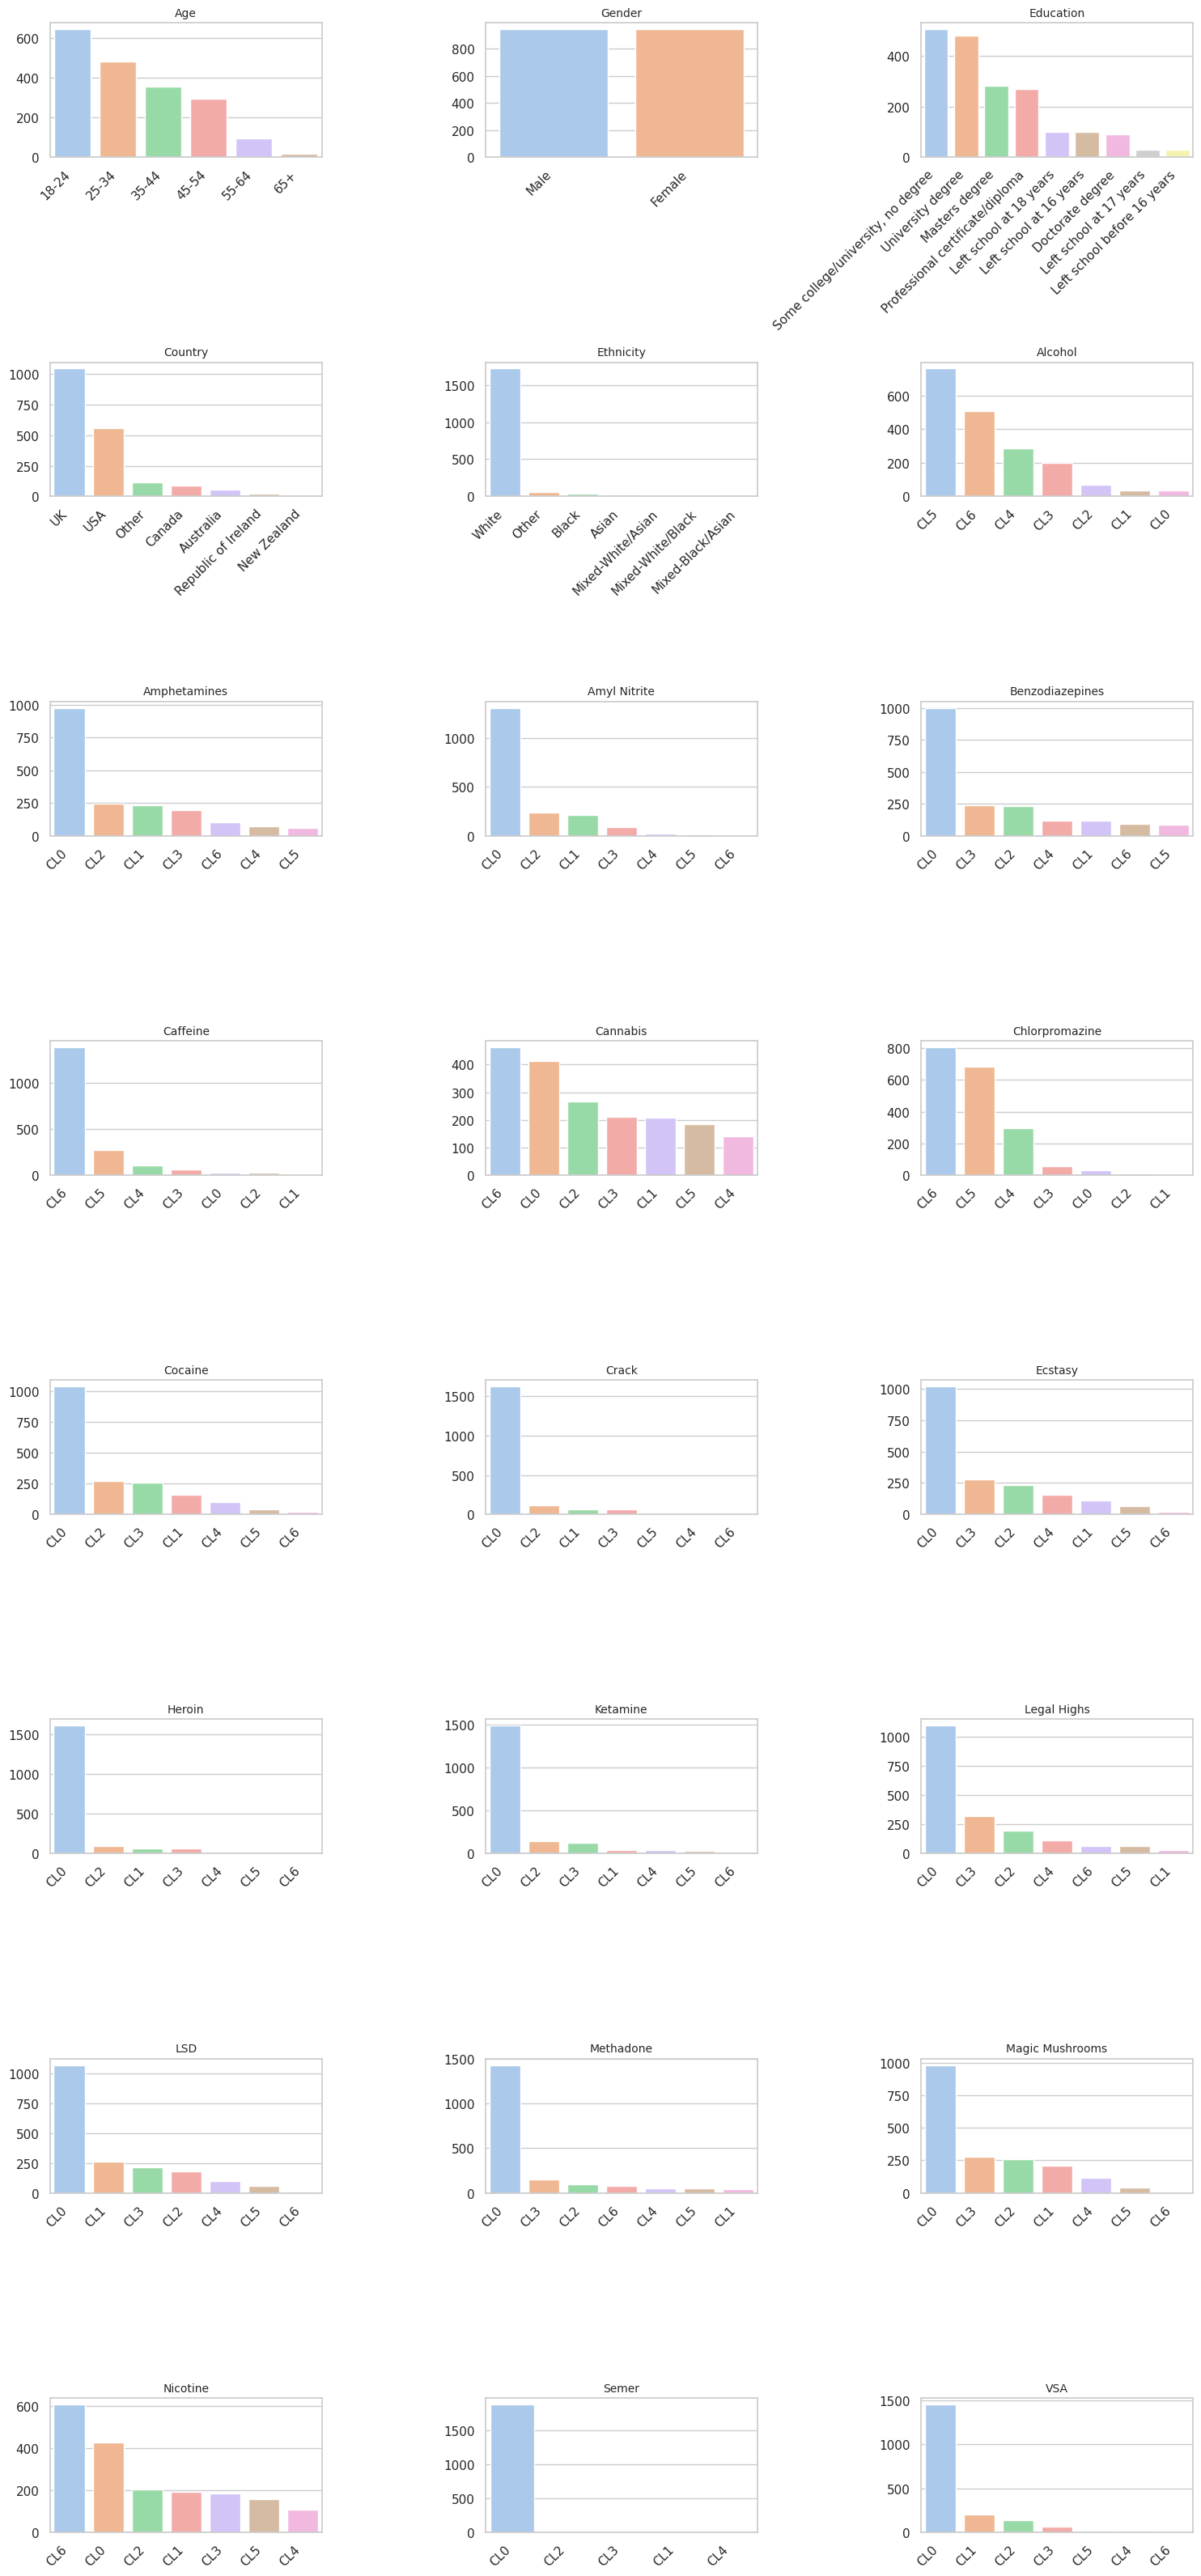 Age
600
400
200
0
18-24
25-34
35-44
45-54
55-64
65+
Gender
800
600
400
200
0
Male
Female
Education
400
200
0
Some college/university, no degree
University degree
Masters degree
Professional certificate/diploma
Left school at 18 years
Left school at 16 years
Doctorate degree
Left school at 17 years
Left school before 16 years
Country
1000
750
500
250
0
UK
USA
Other
Canada
Australia
Republic of Ireland
New Zealand
Ethnicity
1500
1000
500
0
White
Other
Black
Asian
Mixed-White/Asian
Mixed-White/Black
Mixed-Black/Asian
Alcohol
600
400
200
0
CL5
CL6
CL4
CL3
CL2
CL1
CL0
Amphetamines
1000
750
500
250
0
CL0
CL2
CL1
CL3
CL6
CL4
CL5
Amyl Nitrite
1000
500
0
CL0
CL2
CL1
CL3
CL4
CL5
CL6
Benzodiazepines
1000
750
500
250
0
CL0
CL3
CL2
CL4
CL1
CL6
CL5
Caffeine
1000
500
0
CL6
CL5
CL4
CL3
CL0
CL2
CL1
Cannabis
400
300
200
100
0
CL6
CL0
CL2
CL3
CL1
CL5
CL4
Chlorpromazine
800
600
400
200
0
CL6
CL5
CL4
CL3
CL0
CL2
CL1
Cocaine
1000
750
500
250
0
CL0
CL2
CL3
CL1
CL4
CL5
CL6
Crack
1500
1000
500
0
CL0
CL2
CL1
CL3
CL5
CL4
CL6
Ecstasy
1000
750
500
250
0
CL0
CL3
CL2
CL4
CL1
CL5
CL6
Heroin
1500
1000
500
0
CL0
CL2
CL1
CL3
CL4
CL5
CL6
Ketamine
1500
1000
500
0
CL0
CL2
CL3
CL1
CL4
CL5
CL6
Legal Highs
1000
750
500
250
0
CL0
CL3
CL2
CL4
CL6
CL5
CL1
LSD
1000
750
500
250
0
CL0
CL1
CL3
CL2
CL4
CL5
CL6
Methadone
1500
1000
500
0
CL0
CL3
CL2
CL6
CL4
CL5
CL1
Magic Mushrooms
1000
750
500
250
0
CL0
CL3
CL2
CL1
CL4
CL5
CL6
Nicotine
600
400
200
0
CL6
CL0
CL2
CL1
CL3
CL5
CL4
Semer
1500
1000
500
0
CL0
CL2
CL3
CL1
CL4
VSA
1500
1000
500
0
CL0
CL1
CL2
CL3
CL5
CL4
CL6